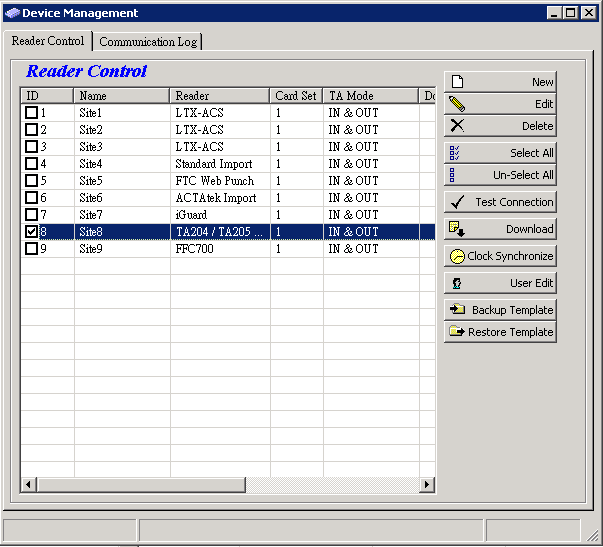 Device Management
Reader Control Communication Log
Reader Control
ID Name Reader Card Set TA Mode
1 Site1 LTX-ACS 1 IN & OUT
2 Site2 LTX-ACS 1 IN & OUT
3 Site3 LTX-ACS 1 IN & OUT
4 Site4 Standard Import 1 IN & OUT
5 Site5 FTC Web Punch 1 IN & OUT
6 Site6 ACTAtek Import 1 IN & OUT
7 Site7 iGuard 1 IN & OUT
8 Site8 TA204 / TA205 ... 1 IN & OUT
9 Site9 FFC700 1 IN & OUT
New
Edit
Delete
Select All
Un-Select All
Test Connection
Download
Clock Synchronize
User Edit
Backup Template
Restore Template